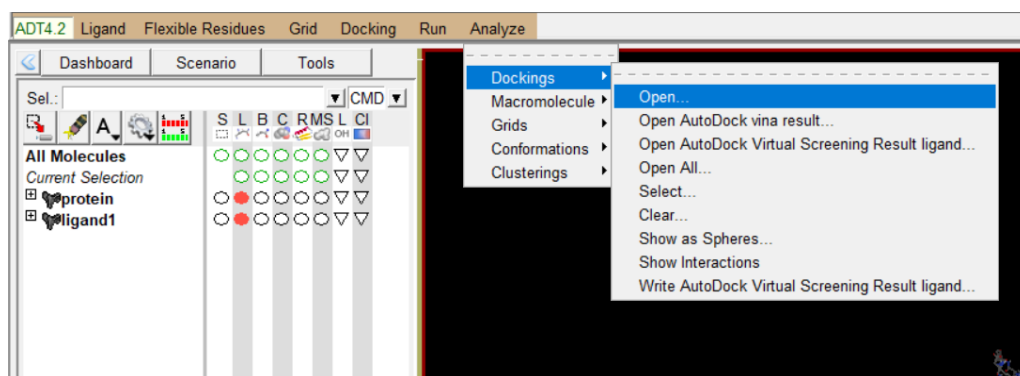 ADT4.2 Ligand Flexible Residues Grid Docking Run Analyze
Dashboard Scenario Tools
Sel.: CMD
A S L B C R MS L Cl
OH
All Molecules
Current Selection
protein
ligand1
Dockings
Macromolecule
Grids
Conformations
Clusterings
Open...
Open AutoDock vina result...
Open AutoDock Virtual Screening Result ligand...
Open All...
Select...
Clear...
Show as Spheres...
Show Interactions
Write AutoDock Virtual Screening Result ligand...